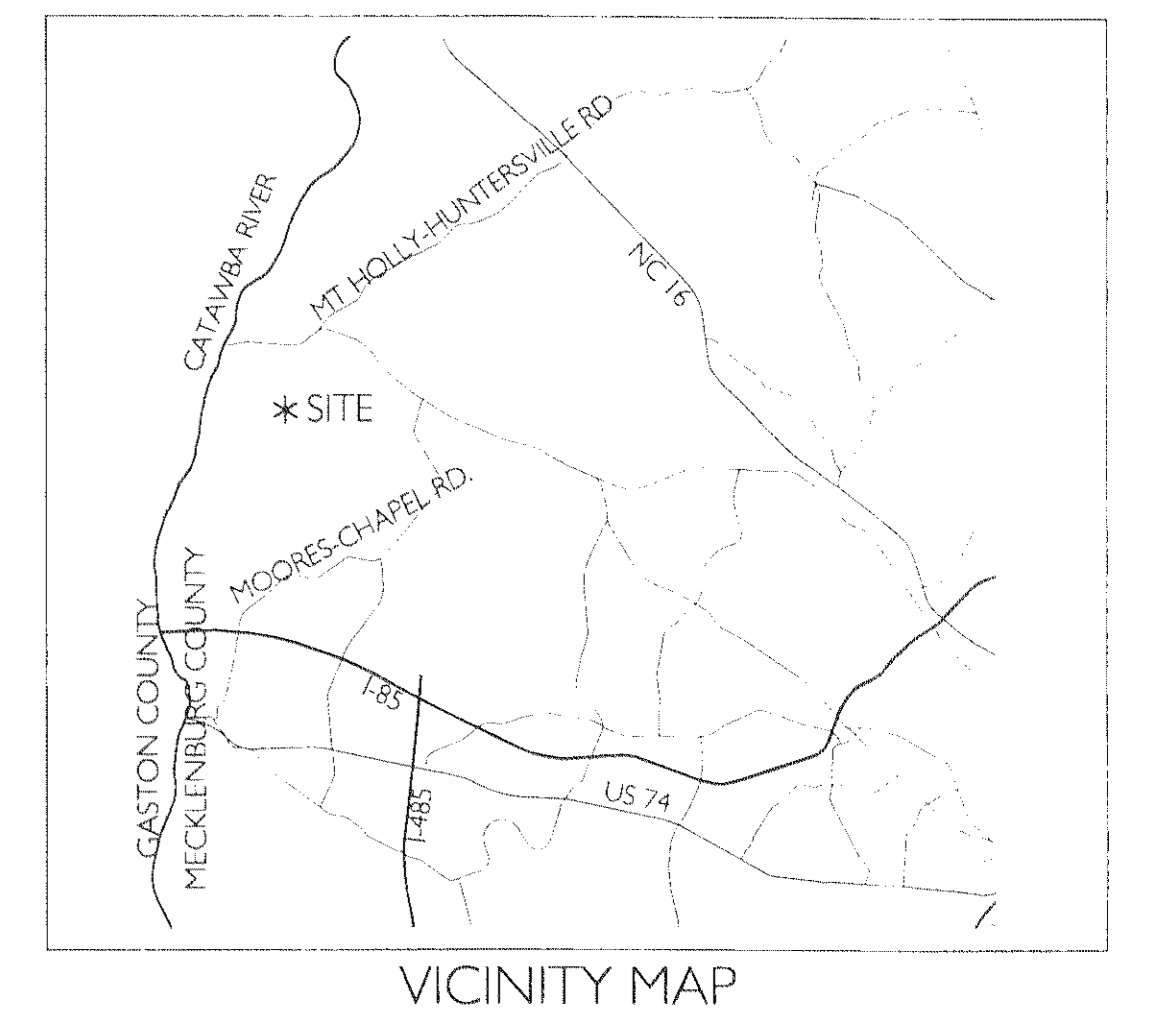 MT HOLLY-HUNTERSVILLE RD
CATAWBA RIVER
NC 16
* SITE
MOORES-CHAPEL RD.
GASTON COUNTY
MECKLENBURG COUNTY
I-85
I-485
US 74
VICINITY MAP